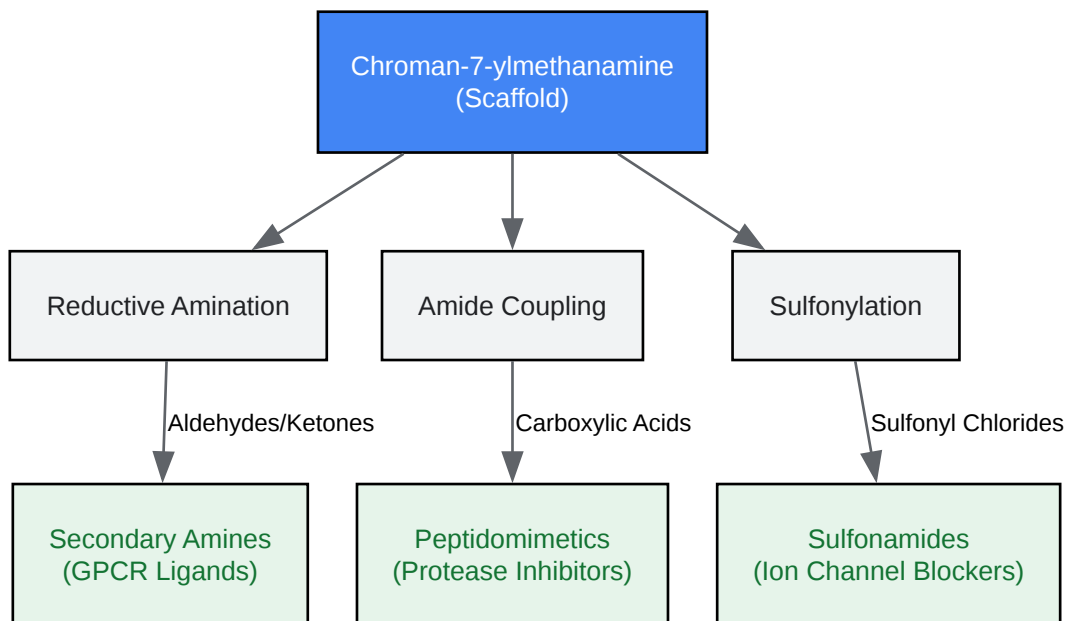 Chroman-7-ylmethanamine
(Scaffold)
Reductive Amination
Amide Coupling
Sulfonylation
Aldehydes/Ketones
Carboxylic Acids
Sulfonyl Chlorides
Secondary Amines
(GPCR Ligands)
Peptidomimetics
(Protease Inhibitors)
Sulfonamides
(Ion Channel Blockers)